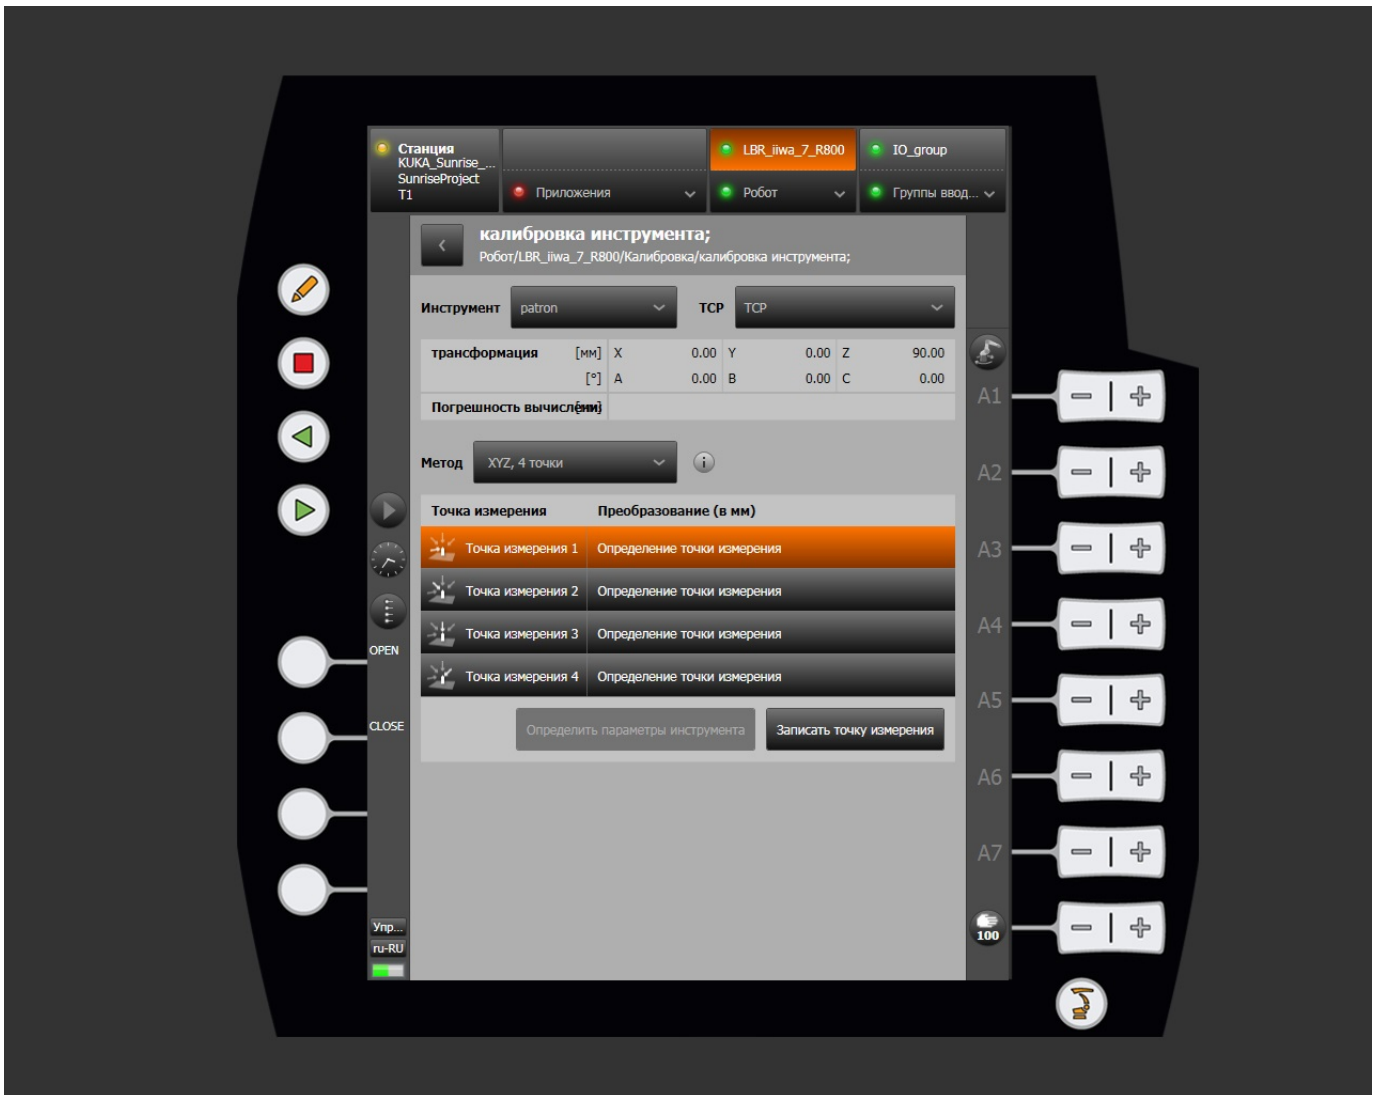 Станция
KUKA_Sunrise_...
SunriseProject
T1
LBR_iiwa_7_R800
IO_group
Приложения
Робот
Группы ввод...
калибровка инструмента;
Робот/LBR_iiwa_7_R800/Калибровка/калибровка инструмента;
Инструмент patron TCP TCP
трансформация [мм] X 0.00 Y 0.00 Z 90.00
[°] A 0.00 B 0.00 C 0.00
Погрешность
Метод XYZ, 4 точки i
Точка измерения Преобразование (в мм)
Точка измерения 1 Определение точки измерения
Точка измерения 2 Определение точки измерения
Точка измерения 3 Определение точки измерения
Точка измерения 4 Определение точки измерения
Определить параметры инструмента Записать точку измерения
OPEN
CLOSE
Упр...
ru-RU
A1
A2
A3
A4
A5
A6
A7
100